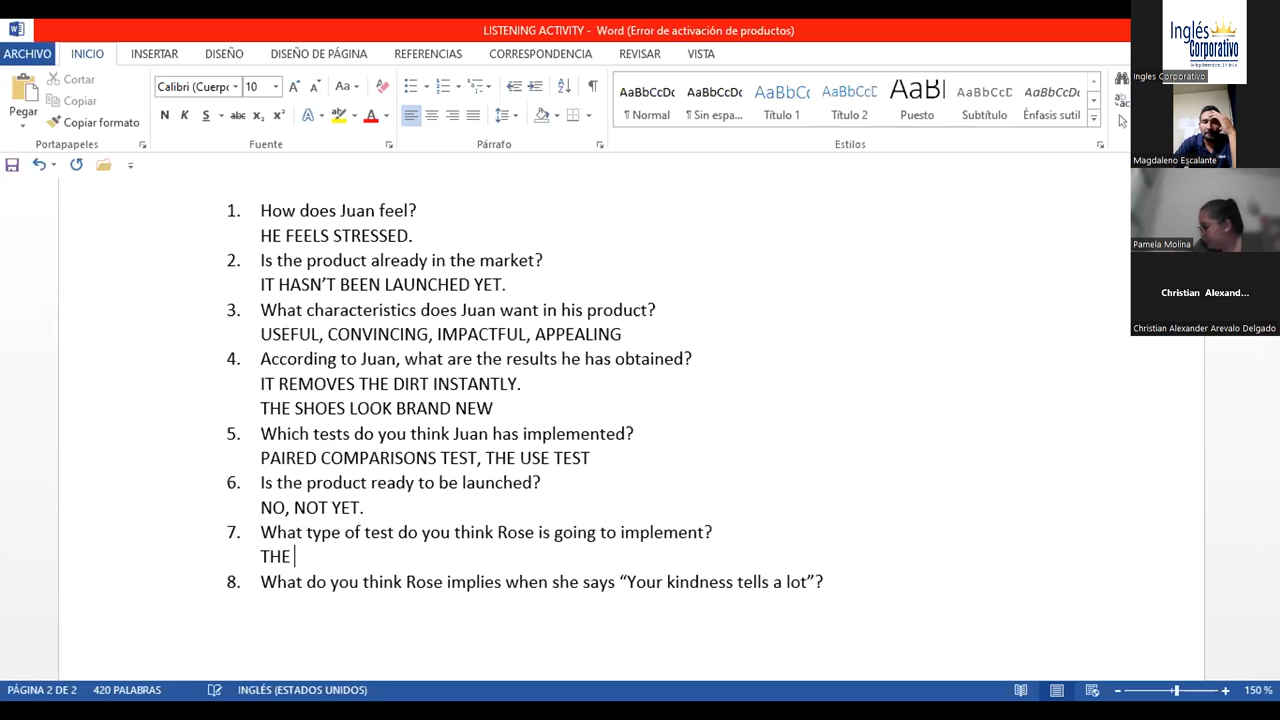 LISTENING ACTIVITY - Word (Error de activación de productos)
ARCHIVO INICIO INSERTAR DISEÑO DISEÑO DE PÁGINA REFERENCIAS CORRESPONDENCIA REVISAR VISTA
Pegar
Cortar
Copiar
Copiar formato
Portapapeles
Calibri (Cuerpo 10
N K S abc x₂ x²
Fuente
Párrafo
AaBbCcDc AaBbCcDc AaBbCcD AaBbCcD AaBI AaBbCcDc AaBbCcDc
¶ Normal ¶ Sin espa... Título 1 Título 2 Puesto Subtítulo Énfasis sutil
Estilos
Inglés
Corporativo
Ingles Corporativo
Magdaleno Escalante
Pamela Molina
Christian Alexand...
Christian Alexander Arevalo Delgado
1. How does Juan feel?
HE FEELS STRESSED.
2. Is the product already in the market?
IT HASN’T BEEN LAUNCHED YET.
3. What characteristics does Juan want in his product?
USEFUL, CONVINCING, IMPACTFUL, APPEALING
4. According to Juan, what are the results he has obtained?
IT REMOVES THE DIRT INSTANTLY.
THE SHOES LOOK BRAND NEW
5. Which tests do you think Juan has implemented?
PAIRED COMPARISONS TEST, THE USE TEST
6. Is the product ready to be launched?
NO, NOT YET.
7. What type of test do you think Rose is going to implement?
THE
8. What do you think Rose implies when she says “Your kindness tells a lot”?
PÁGINA 2 DE 2 420 PALABRAS INGLÉS (ESTADOS UNIDOS) 150 %